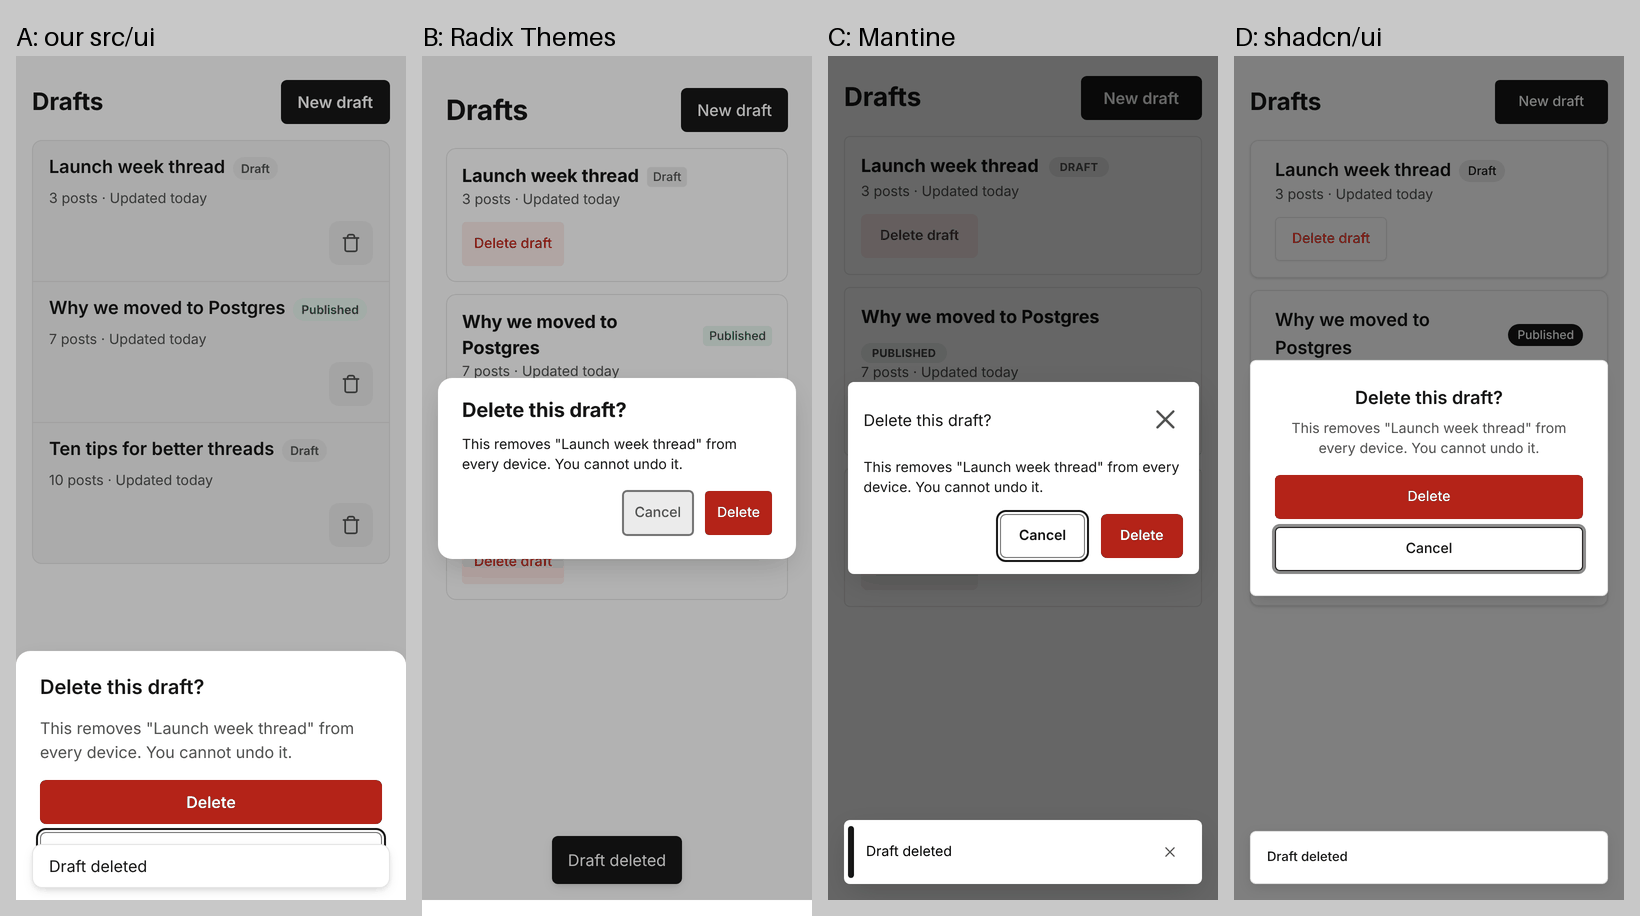 A: our src/ui
Drafts
New draft
Launch week thread
Draft
3 posts · Updated today
Why we moved to Postgres
Published
7 posts · Updated today
Ten tips for better threads
Draft
10 posts · Updated today
Delete this draft?
This removes "Launch week thread" from
every device. You cannot undo it.
Delete
Draft deleted
B: Radix Themes
Drafts
New draft
Launch week thread
Draft
3 posts · Updated today
Delete draft
Why we moved to
Postgres
Published
7 posts · Updated today
Delete this draft?
This removes "Launch week thread" from
every device. You cannot undo it.
Cancel
Delete
Delete draft
Draft deleted
C: Mantine
Drafts
New draft
Launch week thread
DRAFT
3 posts · Updated today
Delete draft
Why we moved to Postgres
PUBLISHED
7 posts · Updated today
Delete this draft?
This removes "Launch week thread" from every
device. You cannot undo it.
Cancel
Delete
Draft deleted
D: shadcn/ui
Drafts
New draft
Launch week thread
Draft
3 posts · Updated today
Delete draft
Why we moved to
Postgres
Published
Delete this draft?
This removes "Launch week thread" from
every device. You cannot undo it.
Delete
Cancel
Draft deleted